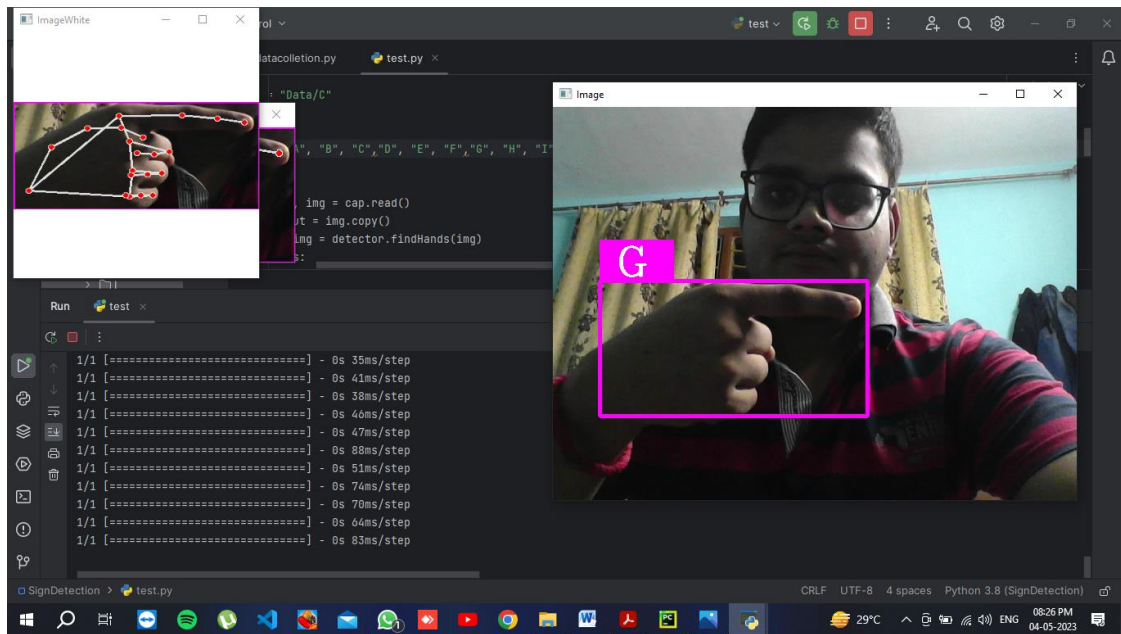 ImageWhite
rol
test
datacolletion.py
test.py
= "Data/C"
Image
"B", "C","D", "E", "F","G", "H", "I"
img = cap.read()
= img.copy()
img = detector.findHands(img)
G
Run
test
1/1 [==============================] - 0s 35ms/step
1/1 [==============================] - 0s 41ms/step
1/1 [==============================] - 0s 38ms/step
1/1 [==============================] - 0s 46ms/step
1/1 [==============================] - 0s 47ms/step
1/1 [==============================] - 0s 88ms/step
1/1 [==============================] - 0s 51ms/step
1/1 [==============================] - 0s 74ms/step
1/1 [==============================] - 0s 70ms/step
1/1 [==============================] - 0s 64ms/step
1/1 [==============================] - 0s 83ms/step
SignDetection > test.py
CRLF UTF-8 4 spaces Python 3.8 (SignDetection)
29°C ENG
08:26 PM
04-05-2023